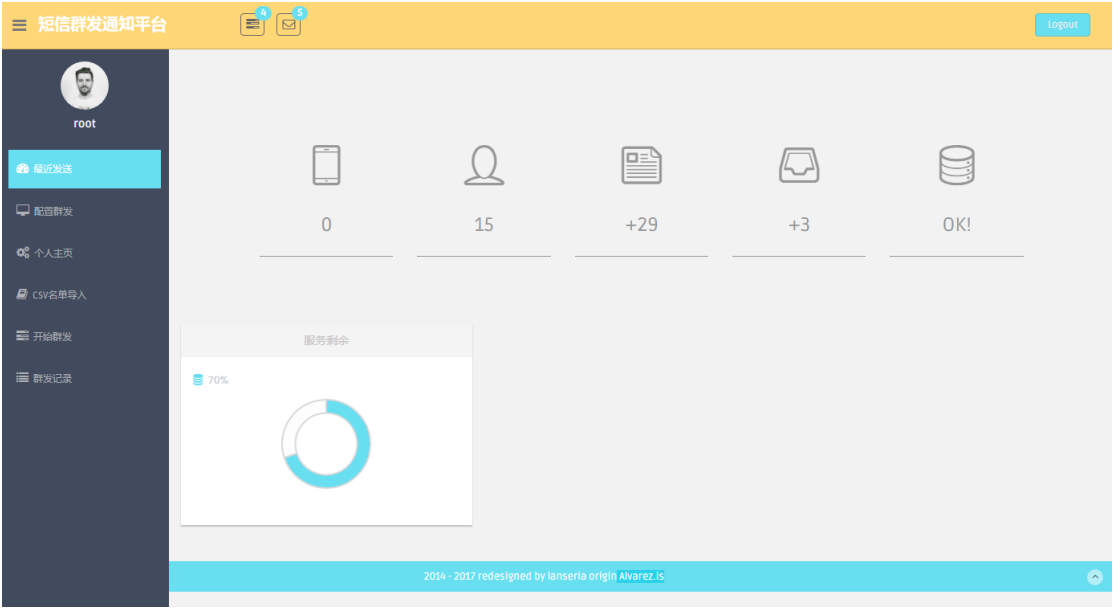 短信群发通知平台
4
5
Logout
root
最近发送
配置群发
个人主页
CSV名单导入
开始群发
群发记录
0
15
+29
+3
OK!
服务剩余
70%
2014 - 2017 redesigned by lanseria origin Alvarez.is